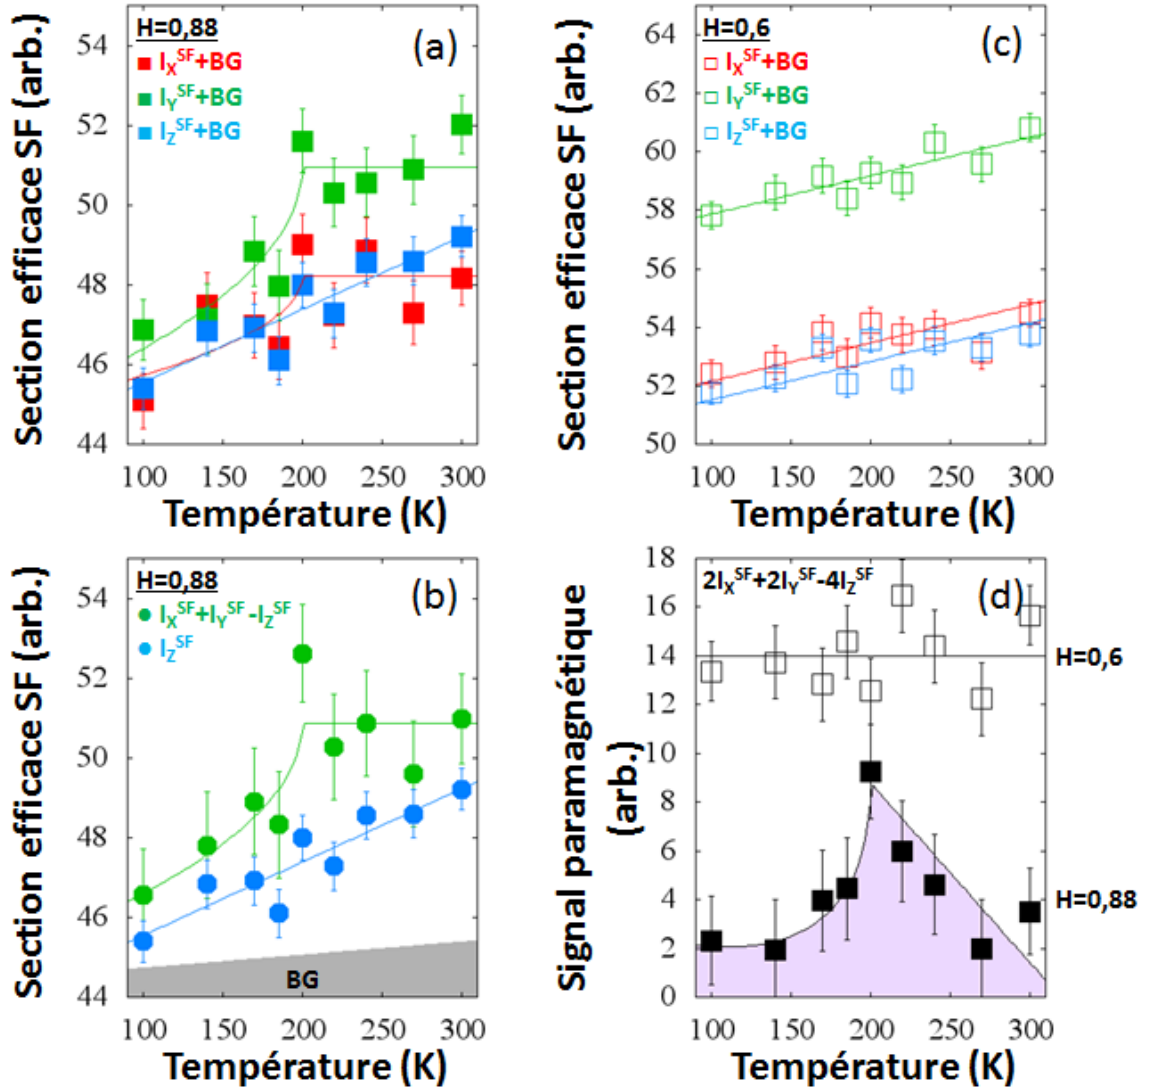 Section efficace SF (arb.)
54
52
50
48
46
44
H=0,88
(a)
I_X^SF+BG
I_Y^SF+BG
I_Z^SF+BG
100 150 200 250 300
Température (K)
Section efficace SF (arb.)
64
62
60
58
56
54
52
50
H=0,6
(c)
I_X^SF+BG
I_Y^SF+BG
I_Z^SF+BG
100 150 200 250 300
Température (K)
Section efficace SF (arb.)
54
52
50
48
46
44
H=0,88
(b)
I_X^SF+I_Y^SF-I_Z^SF
I_Z^SF
BG
100 150 200 250 300
Température (K)
Signal paramagnétique
(arb.)
18
16
14
12
10
8
6
4
2
0
2I_X^SF+2I_Y^SF-4I_Z^SF
(d)
H=0,6
H=0,88
100 150 200 250 300
Température (K)